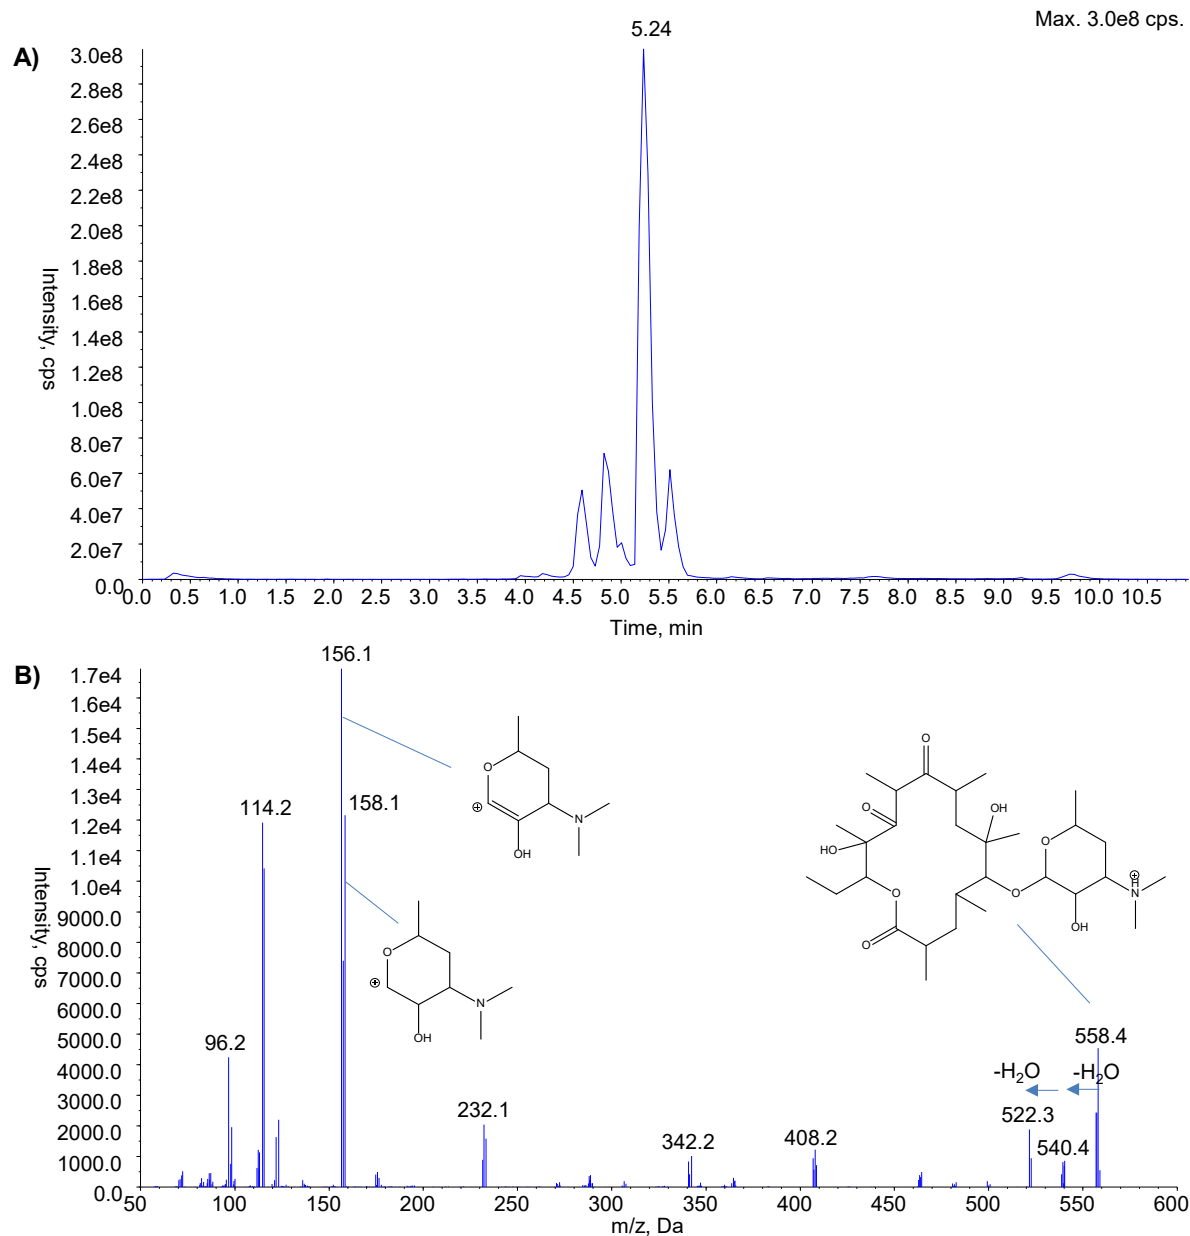 Max. 3.0e8 cps.
5.24
A)
3.0e8
2.8e8
2.6e8
2.4e8
2.2e8
2.0e8
1.8e8
1.6e8
1.4e8
1.2e8
1.0e8
8.0e7
6.0e7
4.0e7
2.0e7
0.0
Intensity, cps
0.0 0.5 1.0 1.5 2.0 2.5 3.0 3.5 4.0 4.5 5.0 5.5 6.0 6.5 7.0 7.5 8.0 8.5 9.0 9.5 10.0 10.5
Time, min
B)
1.7e4
1.6e4
1.5e4
1.4e4
1.3e4
1.2e4
1.1e4
1.0e4
9000.0
8000.0
7000.0
6000.0
5000.0
4000.0
3000.0
2000.0
1000.0
0.0
Intensity, cps
156.1
158.1
114.2
96.2
232.1
342.2
408.2
522.3
540.4
558.4
-H₂O
-H₂O
O
⊕
N
OH
O
⊕
N
OH
O
O
HO
OH
O
O
O
O
OH
⊕
H
N
50 100 150 200 250 300 350 400 450 500 550 600
m/z, Da